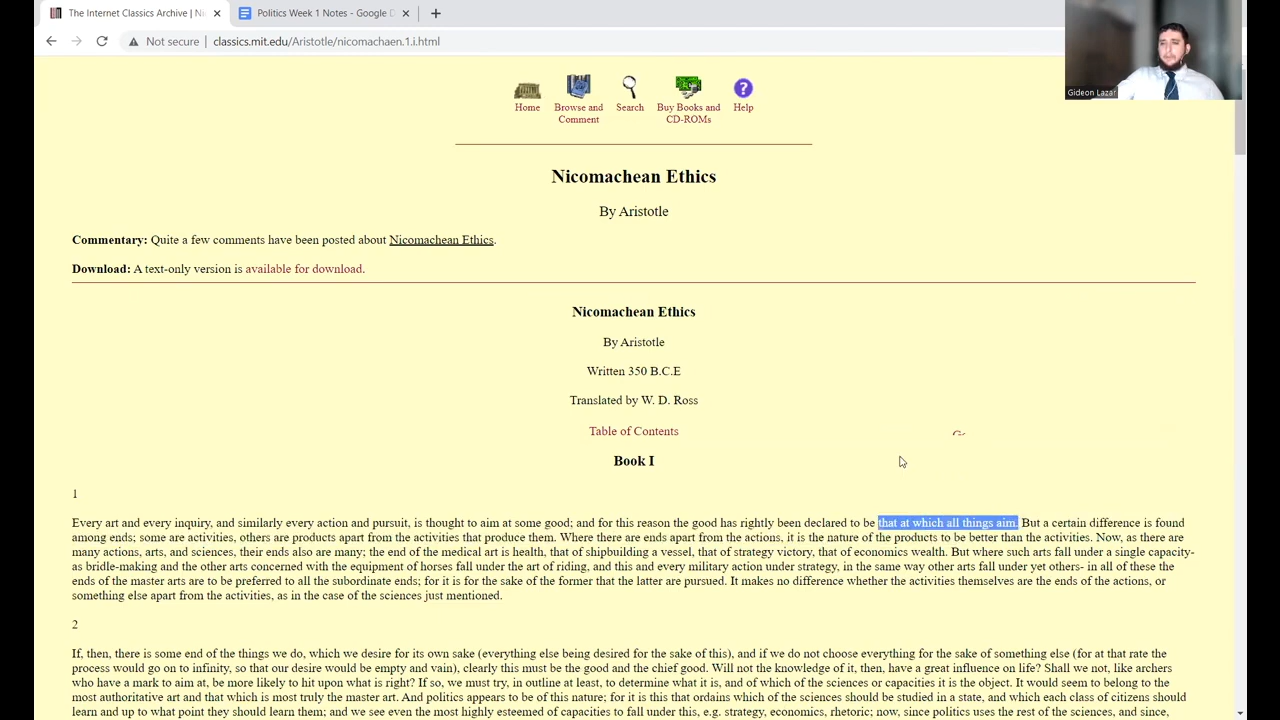 The Internet Classics Archive | Ni
Politics Week 1 Notes - Google D
Not secure | classics.mit.edu/Aristotle/nicomachaen.1.i.html
Gideon Lazar
Home
Browse and
Comment
Search
Buy Books and
CD-ROMs
Help
Nicomachean Ethics
By Aristotle
Commentary: Quite a few comments have been posted about Nicomachean Ethics.
Download: A text-only version is available for download.
Nicomachean Ethics
By Aristotle
Written 350 B.C.E
Translated by W. D. Ross
Table of Contents
Book I
1
Every art and every inquiry, and similarly every action and pursuit, is thought to aim at some good; and for this reason the good has rightly been declared to be that at which all things aim. But a certain difference is found
among ends; some are activities, others are products apart from the activities that produce them. Where there are ends apart from the actions, it is the nature of the products to be better than the activities. Now, as there are
many actions, arts, and sciences, their ends also are many; the end of the medical art is health, that of shipbuilding a vessel, that of strategy victory, that of economics wealth. But where such arts fall under a single capacity-
as bridle-making and the other arts concerned with the equipment of horses fall under the art of riding, and this and every military action under strategy, in the same way other arts fall under yet others- in all of these the
ends of the master arts are to be preferred to all the subordinate ends; for it is for the sake of the former that the latter are pursued. It makes no difference whether the activities themselves are the ends of the actions, or
something else apart from the activities, as in the case of the sciences just mentioned.
2
If, then, there is some end of the things we do, which we desire for its own sake (everything else being desired for the sake of this), and if we do not choose everything for the sake of something else (for at that rate the
process would go on to infinity, so that our desire would be empty and vain), clearly this must be the good and the chief good. Will not the knowledge of it, then, have a great influence on life? Shall we not, like archers
who have a mark to aim at, be more likely to hit upon what is right? If so, we must try, in outline at least, to determine what it is, and of which of the sciences or capacities it is the object. It would seem to belong to the
most authoritative art and that which is most truly the master art. And politics appears to be of this nature; for it is this that ordains which of the sciences should be studied in a state, and which each class of citizens should
learn and up to what point they should learn them; and we see even the most highly esteemed of capacities to fall under this, e.g. strategy, economics, rhetoric; now, since politics uses the rest of the sciences, and since,